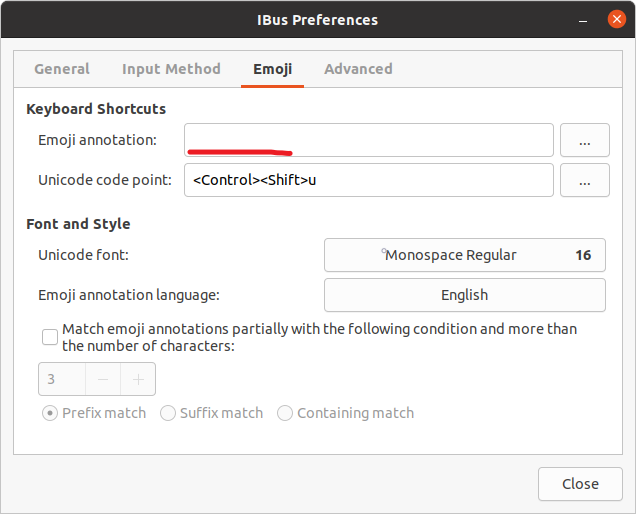 IBus Preferences
General Input Method Emoji Advanced
Keyboard Shortcuts
Emoji annotation: ...
Unicode code point: <Control><Shift>u ...
Font and Style
Unicode font: Monospace Regular 16
Emoji annotation language: English
Match emoji annotations partially with the following condition and more than
the number of characters:
3 − +
Prefix match Suffix match Containing match
Close